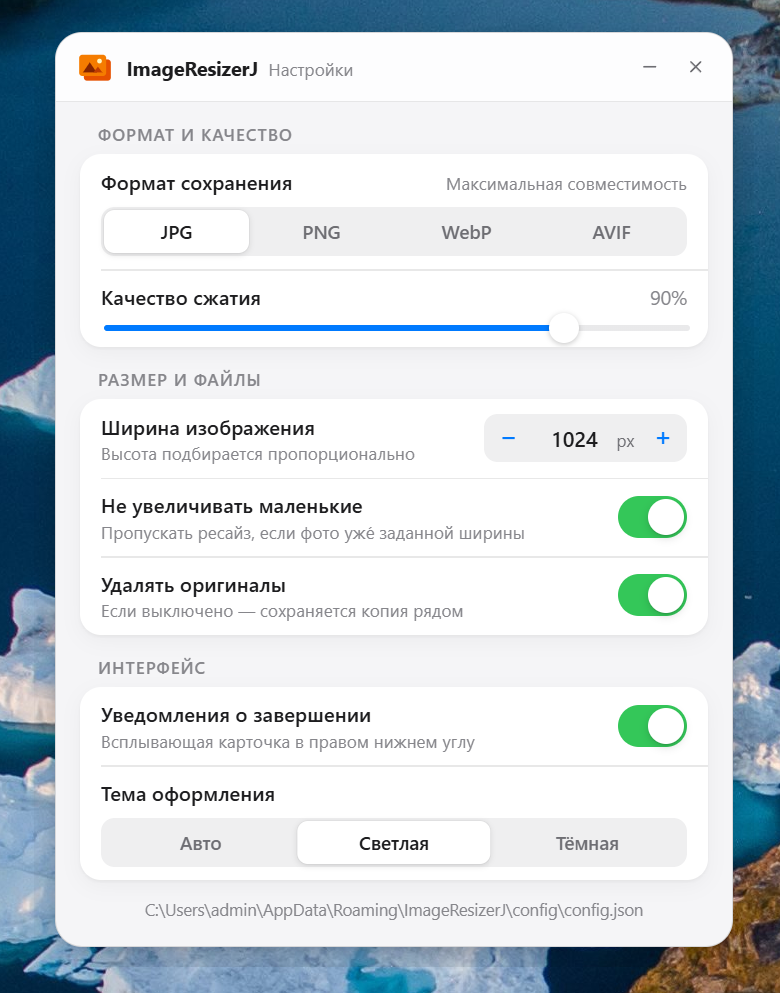 ImageResizerJ Настройки
ФОРМАТ И КАЧЕСТВО
Формат сохранения Максимальная совместимость
JPG PNG WebP AVIF
Качество сжатия 90%
РАЗМЕР И ФАЙЛЫ
Ширина изображения − 1024 px +
Высота подбирается пропорционально
Не увеличивать маленькие
Пропускать ресайз, если фото уже́ заданной ширины
Удалять оригиналы
Если выключено — сохраняется копия рядом
ИНТЕРФЕЙС
Уведомления о завершении
Всплывающая карточка в правом нижнем углу
Тема оформления
Авто Светлая Тёмная
C:\Users\admin\AppData\Roaming\ImageResizerJ\config\config.json